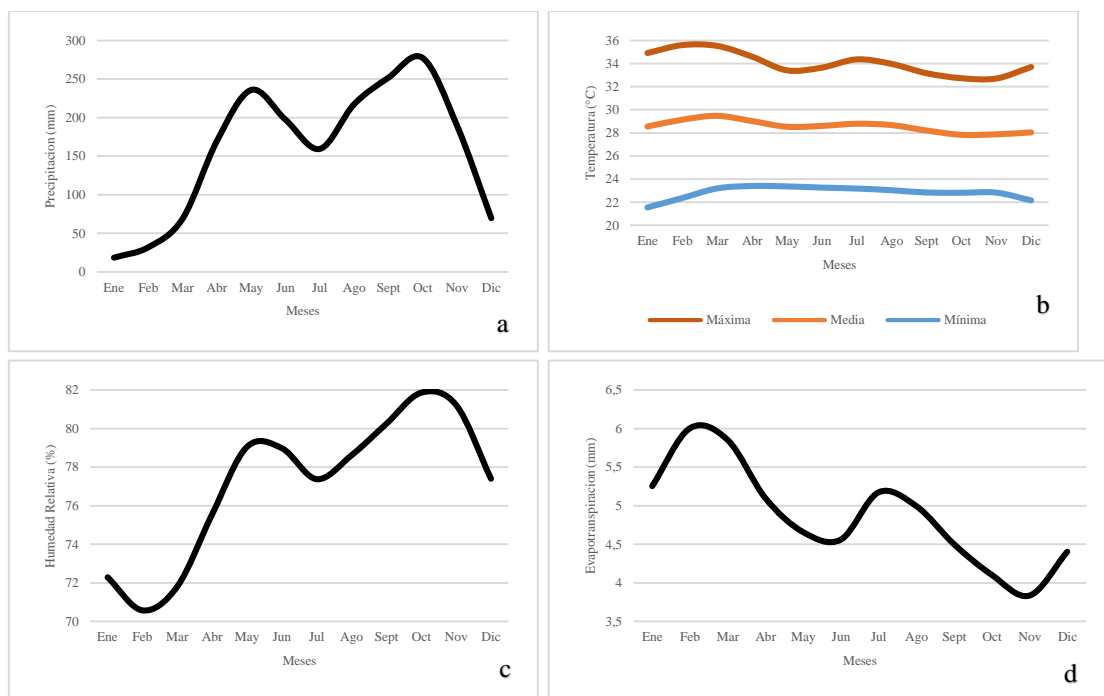 Precipitacion (mm)
300
250
200
150
100
50
0
Ene Feb Mar Abr May Jun Jul Ago Sept Oct Nov Dic
Meses
a
Temperatura (°C)
36
34
32
30
28
26
24
22
20
Ene Feb Mar Abr May Jun Jul Ago Sept Oct Nov Dic
Meses
Máxima Media Mínima
b
Humedad Relativa (%)
82
80
78
76
74
72
70
Ene Feb Mar Abr May Jun Jul Ago Sept Oct Nov Dic
Meses
c
Evapotranspiracion (mm)
6,5
6
5,5
5
4,5
4
3,5
Ene Feb Mar Abr May Jun Jul Ago Sept Oct Nov Dic
Meses
d